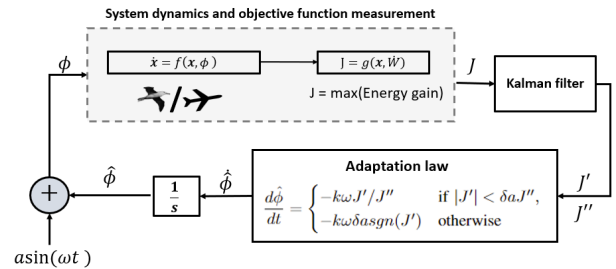 System dynamics and objective function measurement
ϕ
ẋ = f(x, ϕ)
J = g(x, Ẇ)
J = max(Energy gain)
J
Kalman filter
Adaptation law
dϕ̂/dt = { −kωJ′/J″ if |J′| < δaJ″,
−kωδasgn(J′) otherwise
J′
J″
ϕ̂̇
1/s
ϕ̂
+
asin(ωt)